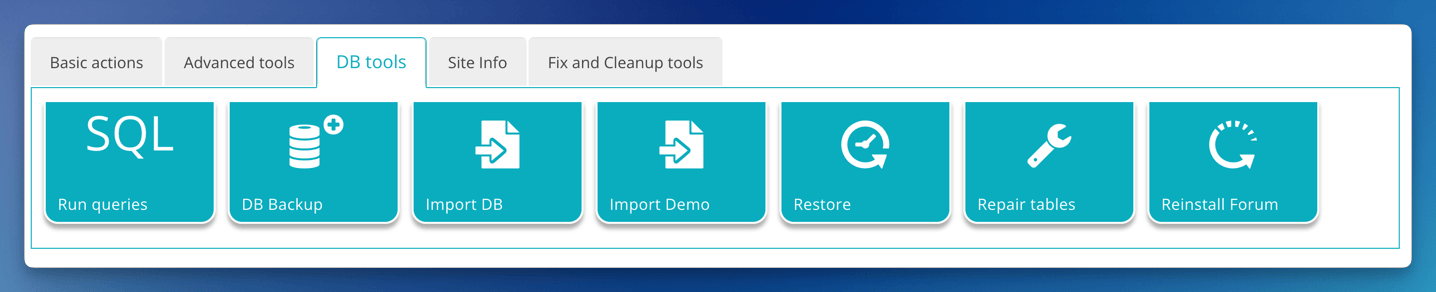 Basic actions
Advanced tools
DB tools
Site Info
Fix and Cleanup tools
SQL
Run queries
DB Backup
Import DB
Import Demo
Restore
Repair tables
Reinstall Forum